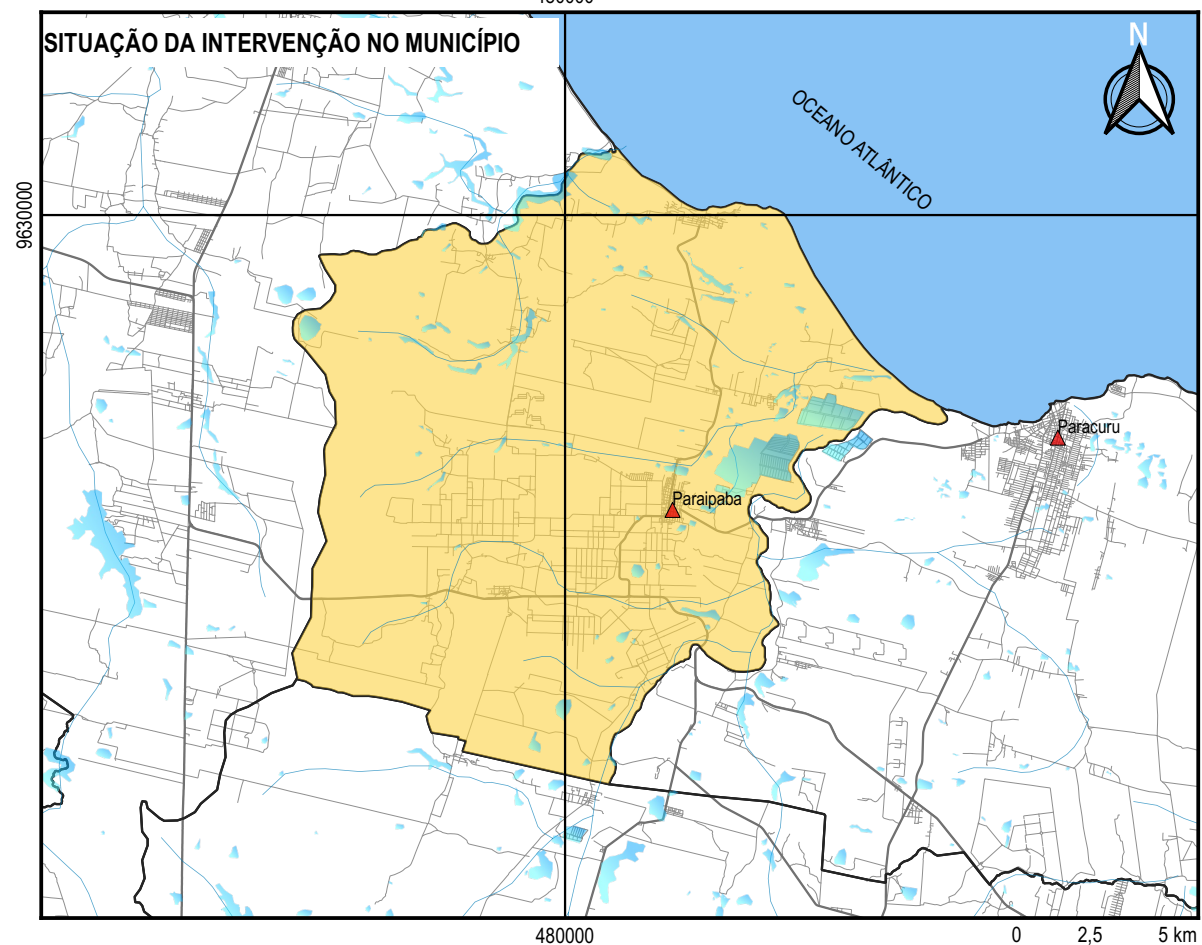 SITUAÇÃO DA INTERVENÇÃO NO MUNICÍPIO
N
OCEANO ATLÂNTICO
9630000
Paracuru
Paraipaba
480000
0 2,5 5 km